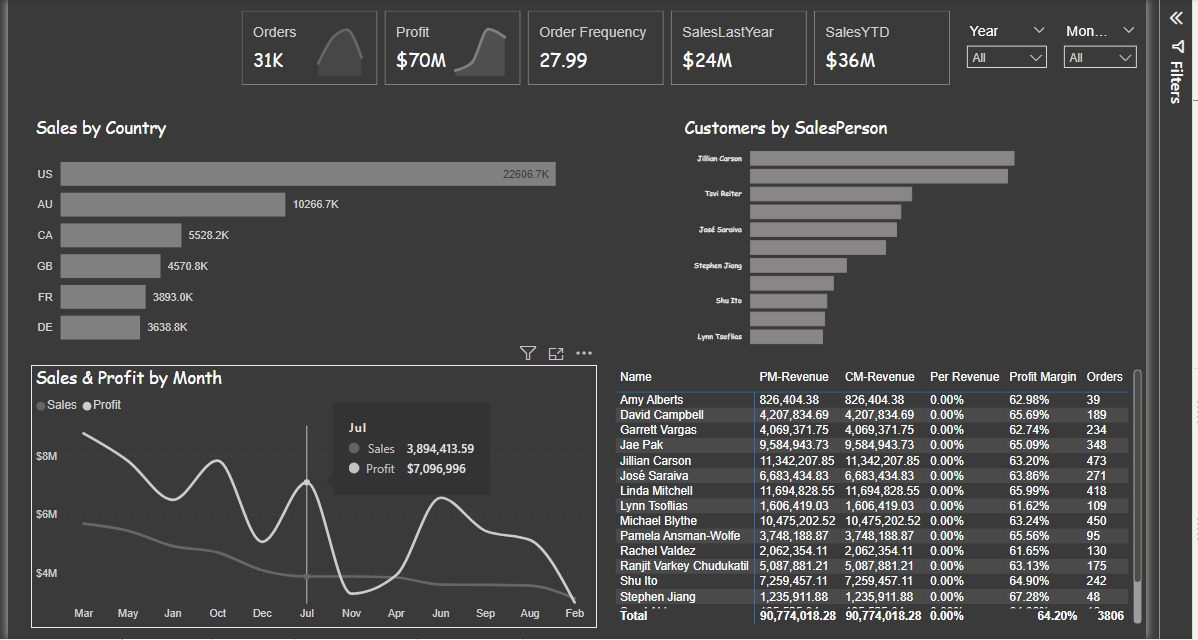 Orders
31K
Profit
$70M
Order Frequency
27.99
SalesLastYear
$24M
SalesYTD
$36M
Year
All
Mon...
All
Filters
Sales by Country
US 22606.7K
AU 10266.7K
CA 5528.2K
GB 4570.8K
FR 3893.0K
DE 3638.8K
Customers by SalesPerson
Jillian Carson
Tsvi Reiter
José Saraiva
Stephen Jiang
Shu Ito
Lynn Tsoflias
Sales & Profit by Month
Sales Profit
$8M
$6M
$4M
Jul
Sales 3,894,413.59
Profit $7,096,996
Mar May Jan Oct Dec Jul Nov Apr Jun Sep Aug Feb
Name PM-Revenue CM-Revenue Per Revenue Profit Margin Orders
Amy Alberts 826,404.38 826,404.38 0.00% 62.98% 39
David Campbell 4,207,834.69 4,207,834.69 0.00% 65.69% 189
Garrett Vargas 4,069,371.75 4,069,371.75 0.00% 62.74% 234
Jae Pak 9,584,943.73 9,584,943.73 0.00% 65.09% 348
Jillian Carson 11,342,207.85 11,342,207.85 0.00% 63.20% 473
José Saraiva 6,683,434.83 6,683,434.83 0.00% 63.86% 271
Linda Mitchell 11,694,828.55 11,694,828.55 0.00% 65.99% 418
Lynn Tsoflias 1,606,419.03 1,606,419.03 0.00% 61.62% 109
Michael Blythe 10,475,202.52 10,475,202.52 0.00% 63.24% 450
Pamela Ansman-Wolfe 3,748,188.87 3,748,188.87 0.00% 65.56% 95
Rachel Valdez 2,062,354.11 2,062,354.11 0.00% 61.65% 130
Ranjit Varkey Chudukatil 5,087,881.21 5,087,881.21 0.00% 63.13% 175
Shu Ito 7,259,457.11 7,259,457.11 0.00% 64.90% 242
Stephen Jiang 1,235,911.88 1,235,911.88 0.00% 67.28% 48
Total 90,774,018.28 90,774,018.28 0.00% 64.20% 3806